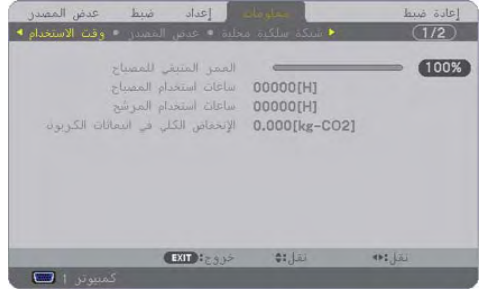 إعادة ضبط معلومات إعداد ضبط عرض المصدر
(1/2) شبكة سلكية محلية • عرض المصدر • وقت الاستخدام
العمر المتبقي للمصباح 100%
ساعات استخدام المصباح 00000[H]
ساعات استخدام المرشح 00000[H]
الإنخفاض الكلي في انبعاثات الكربون 0.000[kg-CO2]
نقل: نقل: خروج: EXIT
كمبيوتر 1